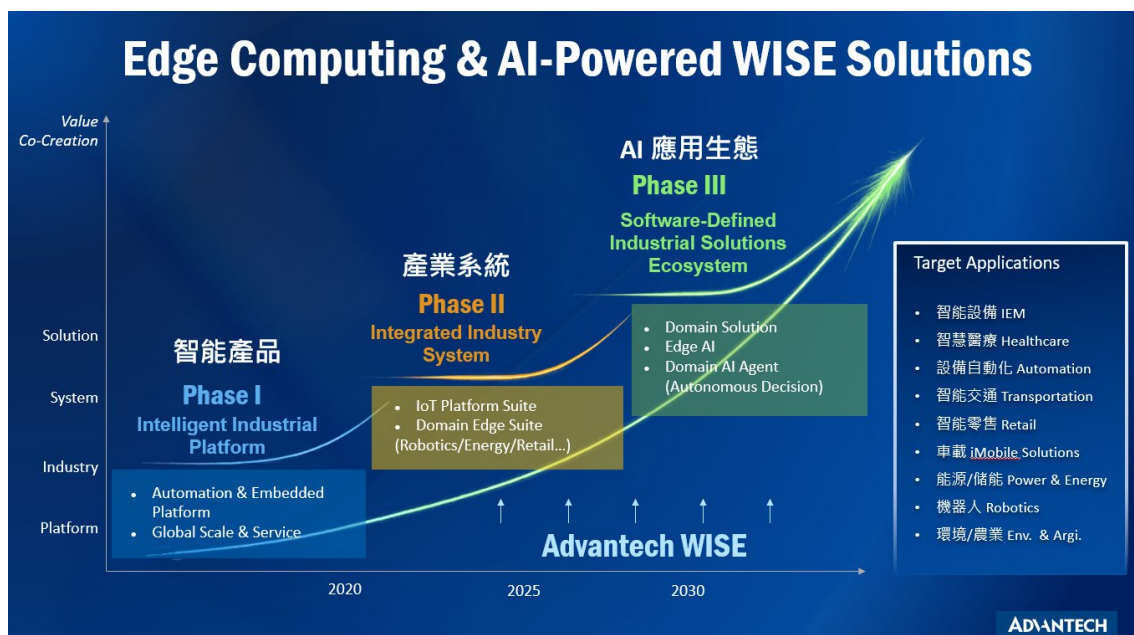 Edge Computing & AI-Powered WISE Solutions
Value
Co-Creation
Solution
System
Industry
Platform
智能產品
Phase I
Intelligent Industrial
Platform
• Automation & Embedded
Platform
• Global Scale & Service
產業系統
Phase II
Integrated Industry
System
• IoT Platform Suite
• Domain Edge Suite
(Robotics/Energy/Retail...)
AI 應用生態
Phase III
Software-Defined
Industrial Solutions
Ecosystem
• Domain Solution
• Edge AI
• Domain AI Agent
(Autonomous Decision)
Advantech WISE
2020
2025
2030
Target Applications
• 智能設備 IEM
• 智慧醫療 Healthcare
• 設備自動化 Automation
• 智能交通 Transportation
• 智能零售 Retail
• 車載 iMobile Solutions
• 能源/储能 Power & Energy
• 機器人 Robotics
• 環境/農業 Env. & Argi.
ADVANTECH